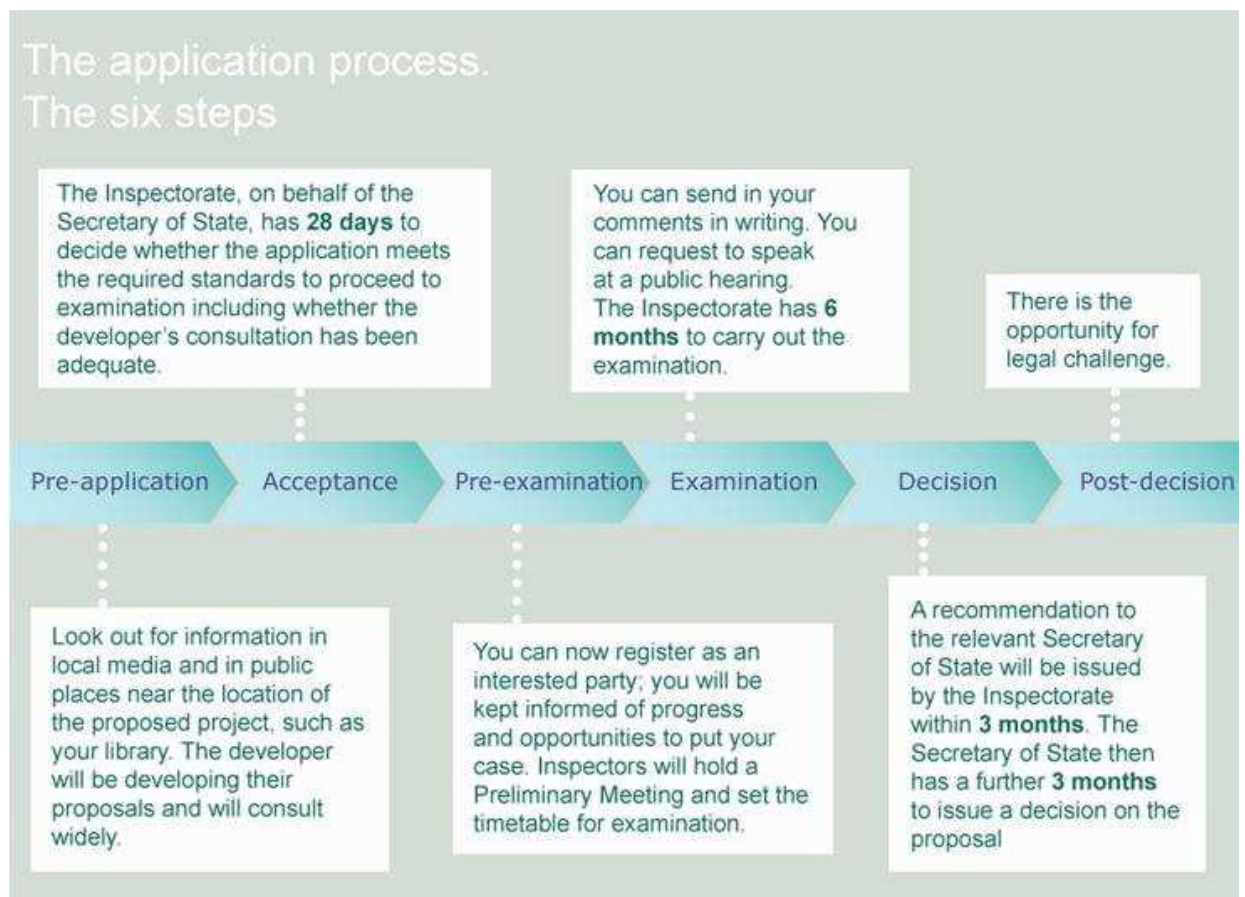 The application process.
The six steps
The Inspectorate, on behalf of the
Secretary of State, has 28 days to
decide whether the application meets
the required standards to proceed to
examination including whether the
developer's consultation has been
adequate.
You can send in your
comments in writing. You
can request to speak
at a public hearing.
The Inspectorate has 6
months to carry out the
examination.
There is the
opportunity for
legal challenge.
Pre-application
Acceptance
Pre-examination
Examination
Decision
Post-decision
Look out for information in
local media and in public
places near the location of
the proposed project, such as
your library. The developer
will be developing their
proposals and will consult
widely.
You can now register as an
interested party; you will be
kept informed of progress
and opportunities to put your
case. Inspectors will hold a
Preliminary Meeting and set the
timetable for examination.
A recommendation to
the relevant Secretary
of State will be issued
by the Inspectorate
within 3 months. The
Secretary of State then
has a further 3 months
to issue a decision on the
proposal